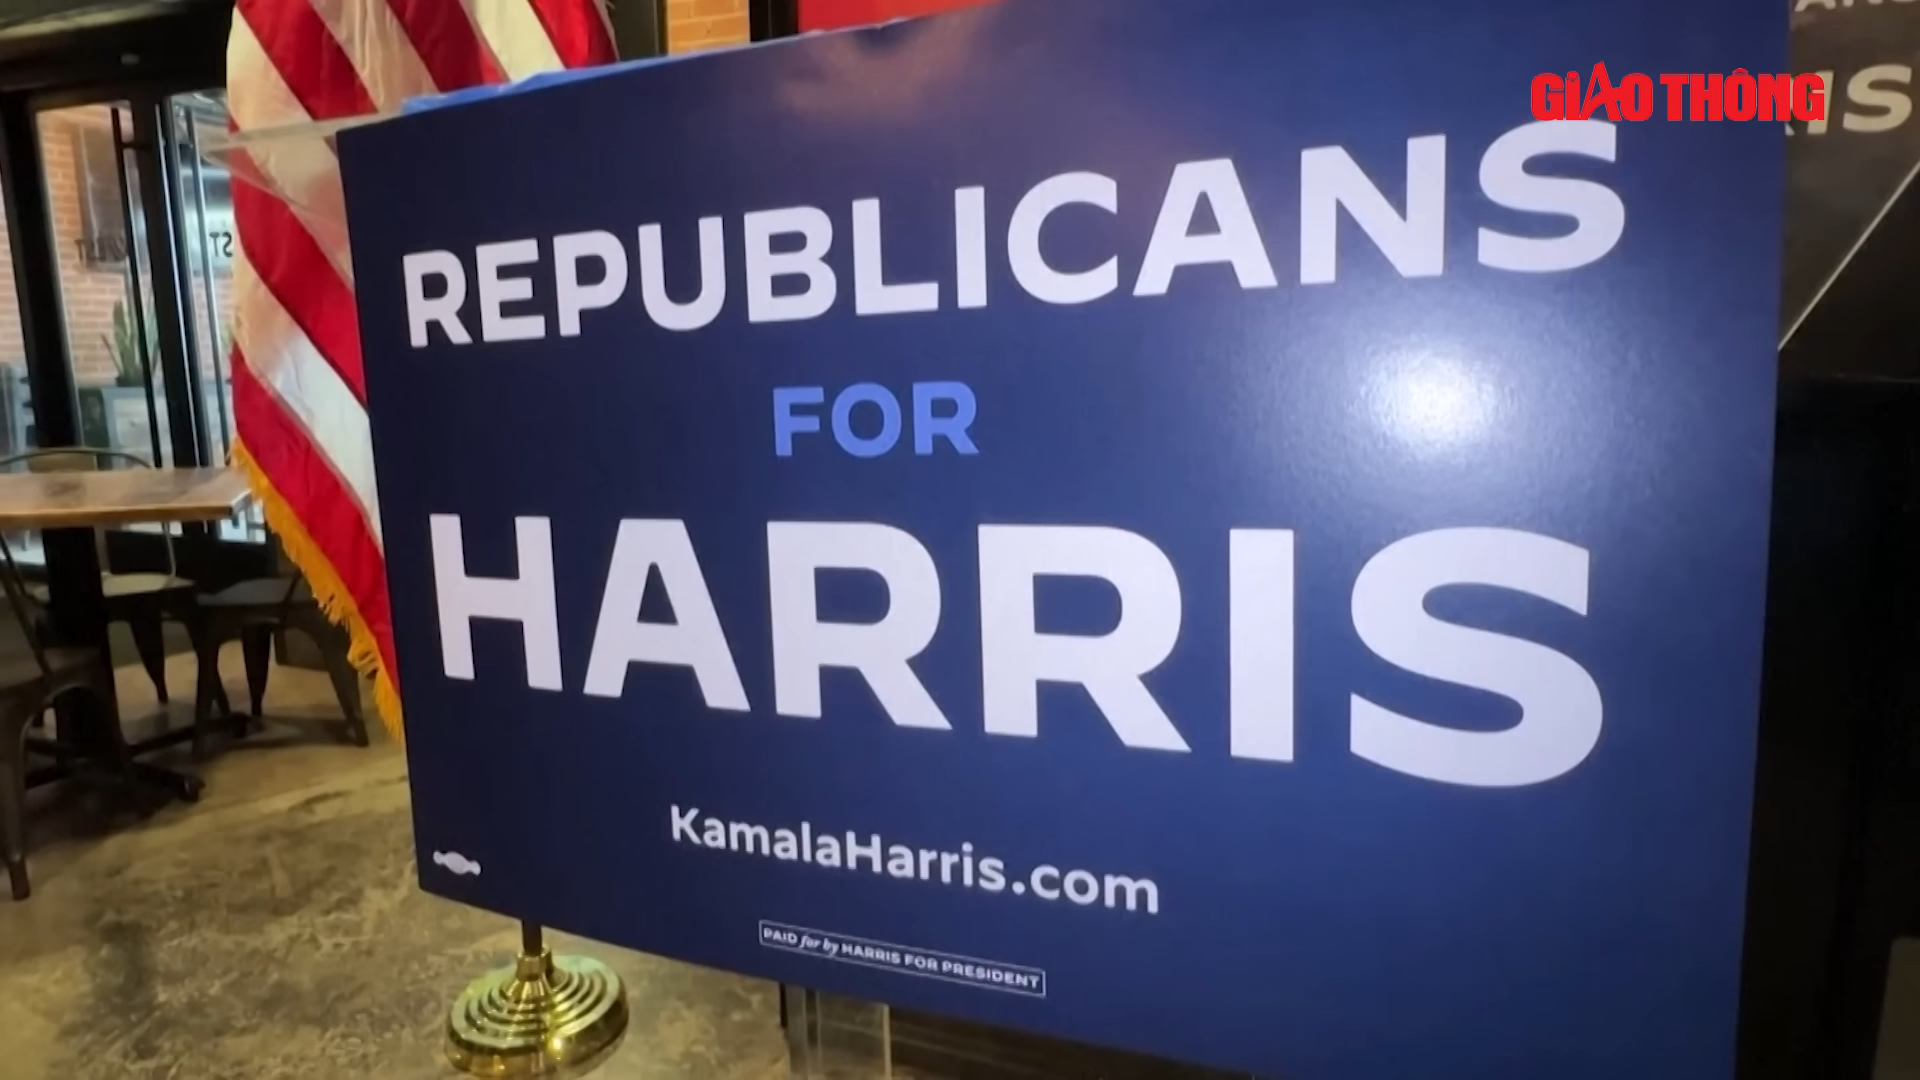 GIAO THÔNG
REPUBLICANS
FOR
HARRIS
KamalaHarris.com
PAID for by HARRIS FOR PRESIDENT